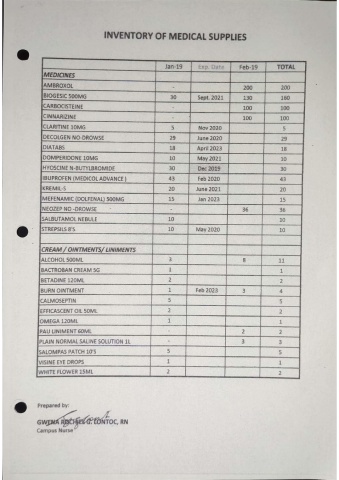 INVENTORY OF MEDICAL SUPPLIES
Jan-19 Exp. Date Feb-19 TOTAL
MEDICINES
AMBROXOL - 200 200
BIOGESIC 500MG 30 Sept. 2021 130 160
CARBOCISTEINE - 100 100
CINNARIZINE - 100 100
CLARITINE 10MG 5 Nov 2020 5
DECOLGEN NO-DROWSE 29 June 2020 29
DIATABS 18 April 2023 18
DOMPERIDONE 10MG 10 May 2021 10
HYOSCINE N-BUTYLBROMIDE 30 Dec 2019 30
IBUPROFEN (MEDICOL ADVANCE ) 43 Feb 2020 43
KREMIL-S 20 June 2021 20
MEFENAMIC (DOLFENAL) 500MG 15 Jan 2023 15
NEOZEP NO -DROWSE - 36 36
SALBUTAMOL NEBULE 10 10
STREPSILS 8'S 10 May 2020 10
CREAM / OINTMENTS/ LINIMENTS
ALCOHOL 500ML 3 8 11
BACTROBAN CREAM 5G 1
BETADINE 120ML 2 2
BURN OINTMENT 1 Feb 2023 3 4
CALMOSEPTIN 5 5
EFFICASCENT OIL 50ML 2 2
OMEGA 120ML 1 1
PAU LINIMENT 60ML - 2 2
PLAIN NORMAL SALINE SOLUTION 1L - 3 3
SALOMPAS PATCH 10'S 5 5
VISINE EYE DROPS 1 1
WHITE FLOWER 15ML 2 2
Prepared by:
GWENA, RN
Campus Nurse